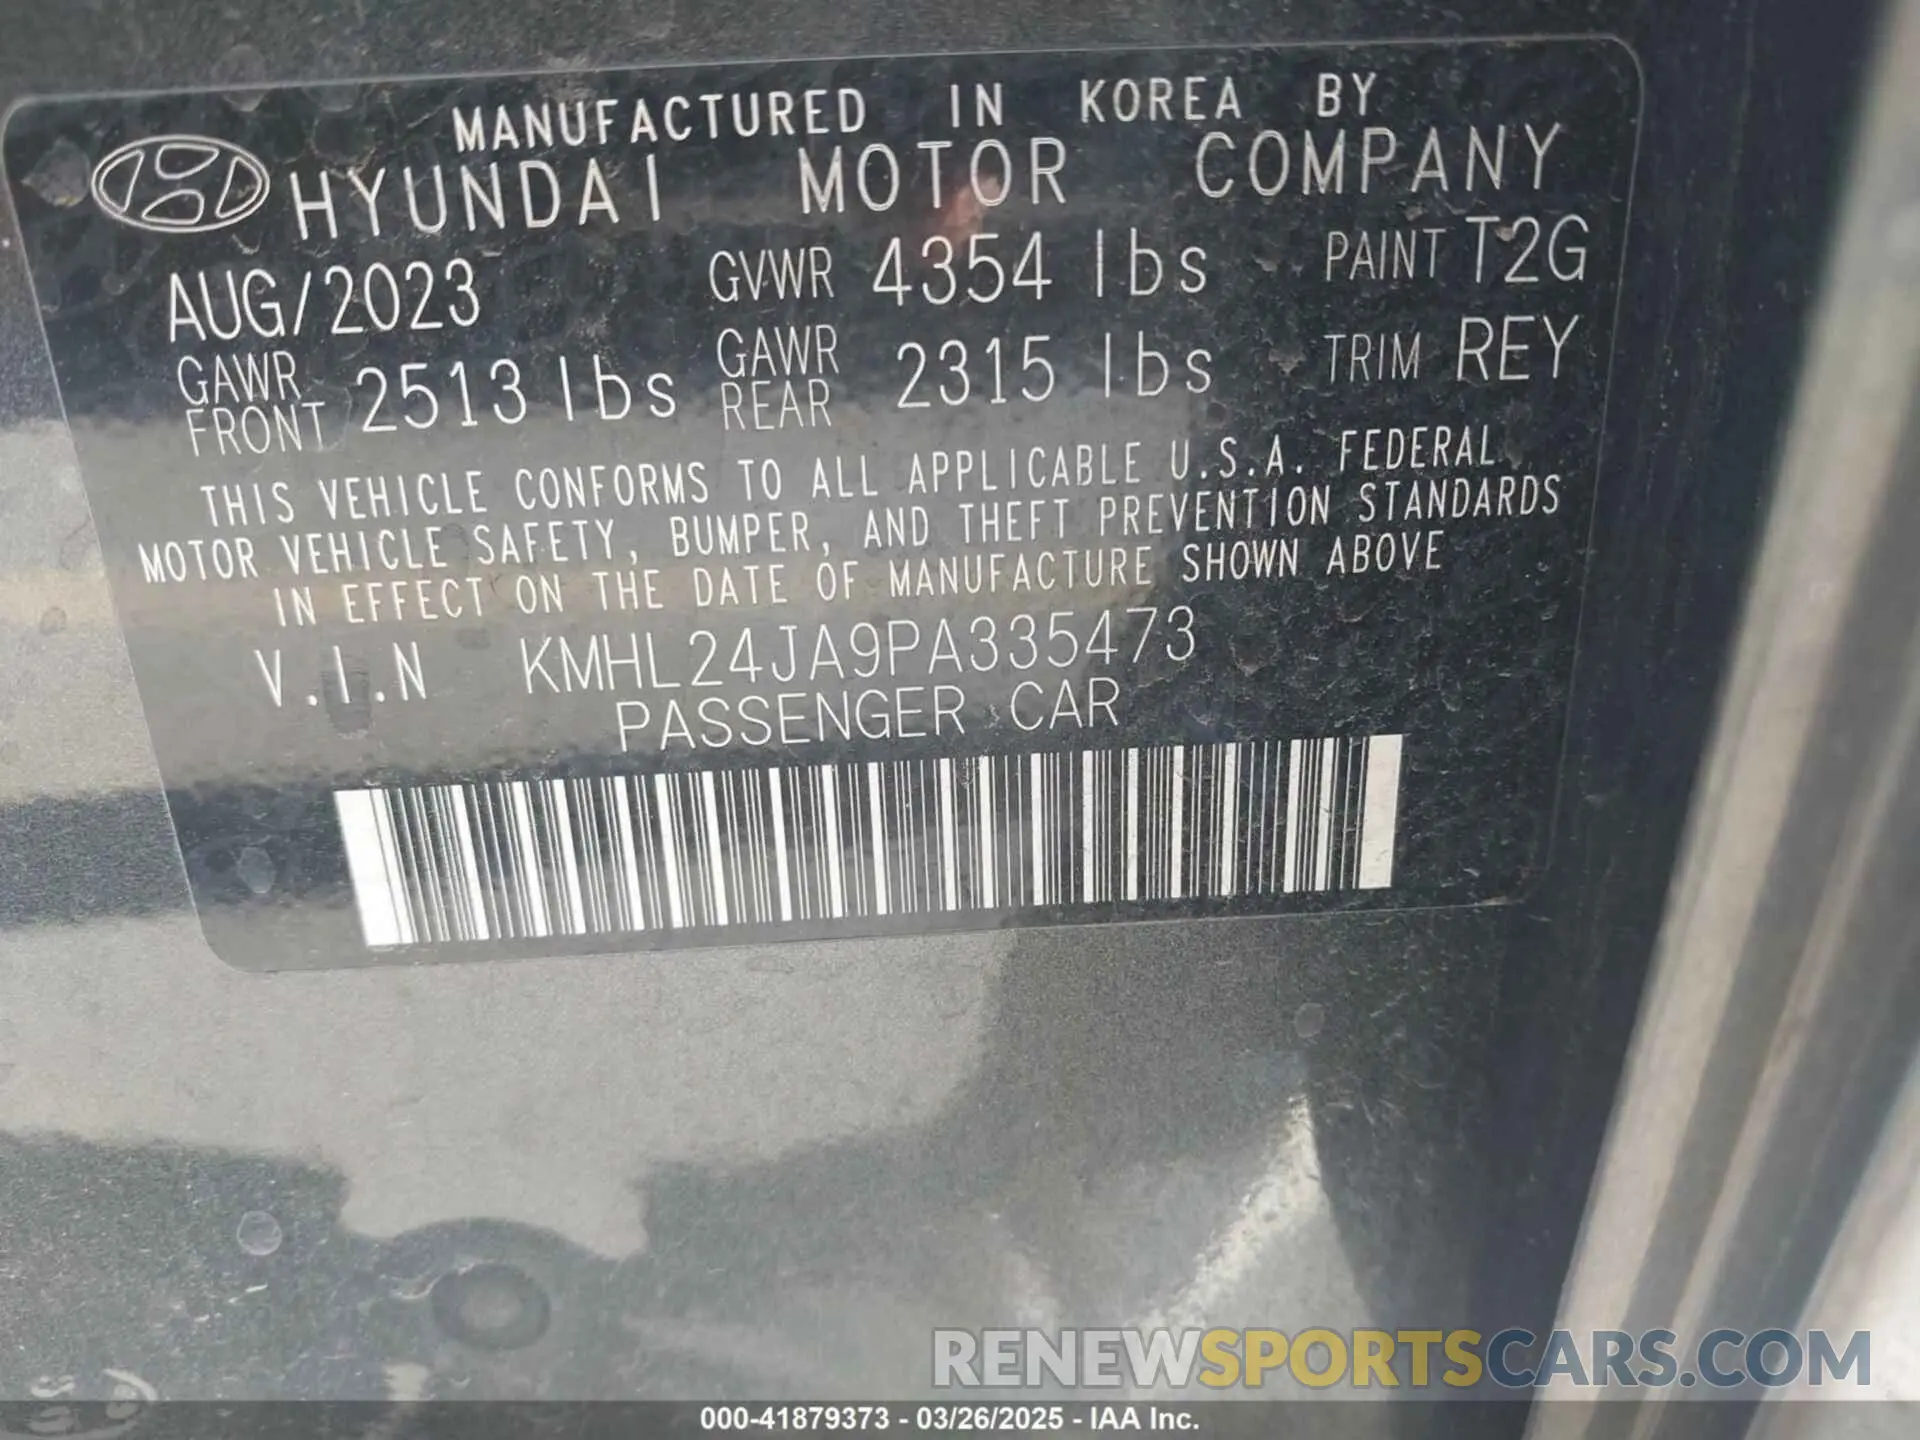 MANUFACTURED IN KOREA BY
HYUNDAI MOTOR COMPANY
AUG/2023 GVWR 4354 lbs PAINT T2G
GAWR FRONT 2513 lbs GAWR REAR 2315 lbs TRIM REY
THIS VEHICLE CONFORMS TO ALL APPLICABLE U.S.A. FEDERAL
MOTOR VEHICLE SAFETY, BUMPER, AND THEFT PREVENTION STANDARDS
IN EFFECT ON THE DATE OF MANUFACTURE SHOWN ABOVE
V.I.N KMHL24JA9PA335473
PASSENGER CAR
RENEWSPORTSCARS.COM
000-41879373 - 03/26/2025 - IAA Inc.